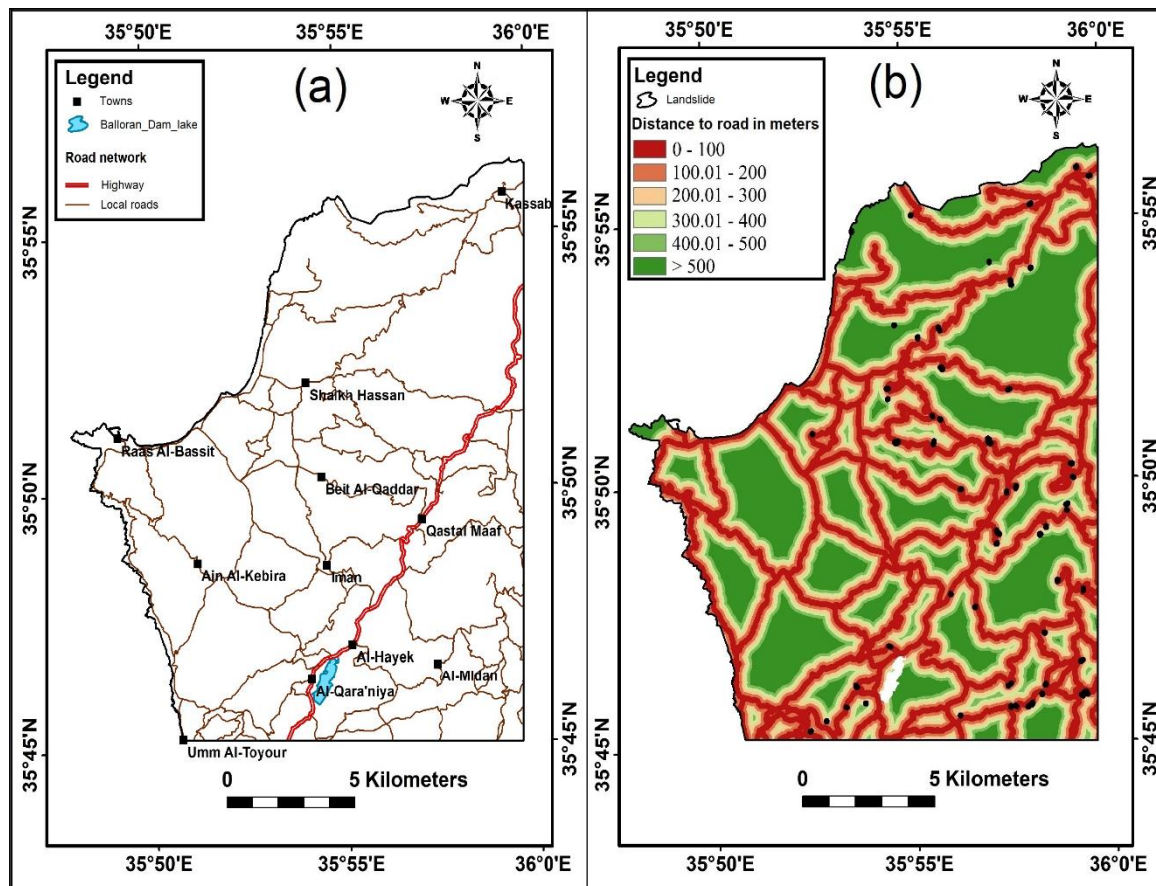 35°50'E 35°55'E 36°0'E
Legend
Towns
Balloran_Dam_lake
Road network
Highway
Local roads
(a)
N
W E
S
35°55'N
35°55'N
35°50'N
35°50'N
35°45'N
35°45'N
Kassab
Shaikh Hassan
Raas Al-Bassit
Beit Al-Qaddar
Qastal Maaf
Ain Al-Kebira
Iman
Al-Hayek
Al-Midan
Al-Qara'niya
Umm Al-Toyour
0 5 Kilometers
35°50'E 35°55'E 36°0'E
35°50'E 35°55'E 36°0'E
Legend
Landslide
Distance to road in meters
0 - 100
100.01 - 200
200.01 - 300
300.01 - 400
400.01 - 500
> 500
(b)
N
W E
S
35°55'N
35°55'N
35°50'N
35°50'N
35°45'N
35°45'N
0 5 Kilometers
35°50'E 35°55'E 36°0'E